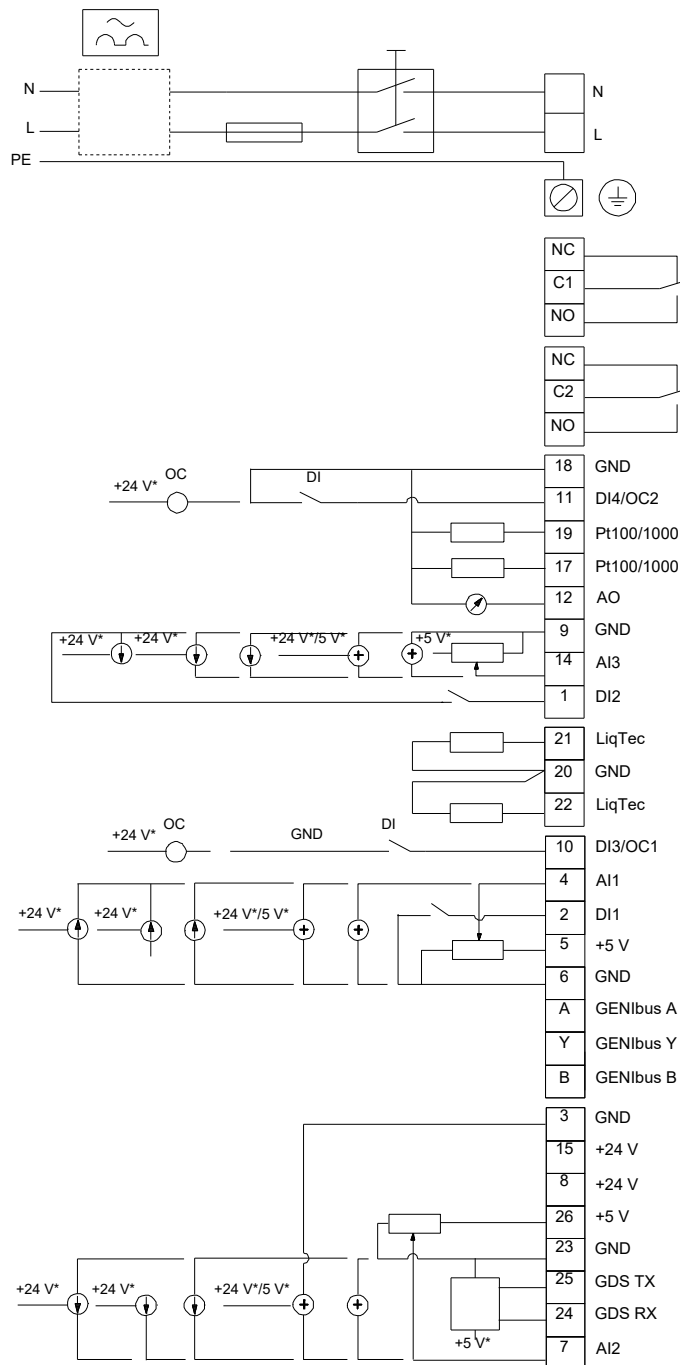 N
N
L
L
PE
NC
C1
NO
NC
C2
NO
18 GND
+24 V* OC DI 11 DI4/OC2
19 Pt100/1000
17 Pt100/1000
12 AO
9 GND
+24 V* +24 V* +24 V*/5 V* +5 V*
14 AI3
1 DI2
21 LiqTec
20 GND
22 LiqTec
+24 V* OC GND DI 10 DI3/OC1
4 AI1
+24 V* +24 V* +24 V*/5 V* 2 DI1
5 +5 V
6 GND
A GENIbus A
Y GENIbus Y
B GENIbus B
3 GND
15 +24 V
8 +24 V
26 +5 V
23 GND
25 GDS TX
+24 V* +24 V* +24 V*/5 V*
24 GDS RX
+5 V*
7 AI2